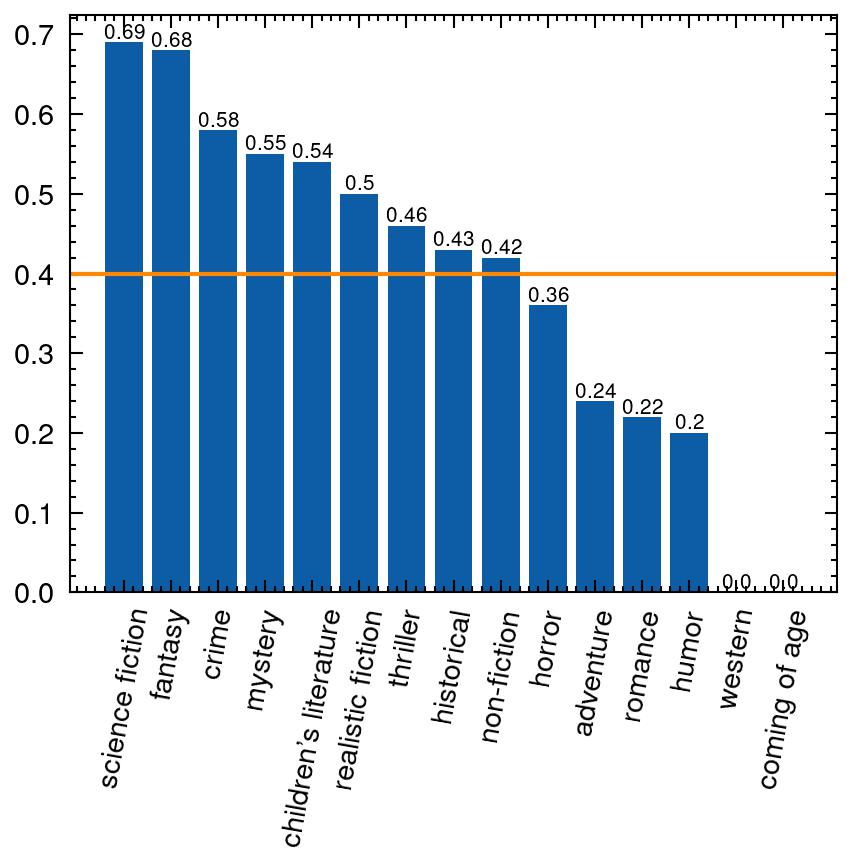 0.7
0.6
0.5
0.4
0.3
0.2
0.1
0.0
0.69
0.68
0.58
0.55
0.54
0.5
0.46
0.43
0.42
0.36
0.24
0.22
0.2
0.0
0.0
science fiction
fantasy
crime
mystery
children’s literature
realistic fiction
thriller
historical
non-fiction
horror
adventure
romance
humor
western
coming of age